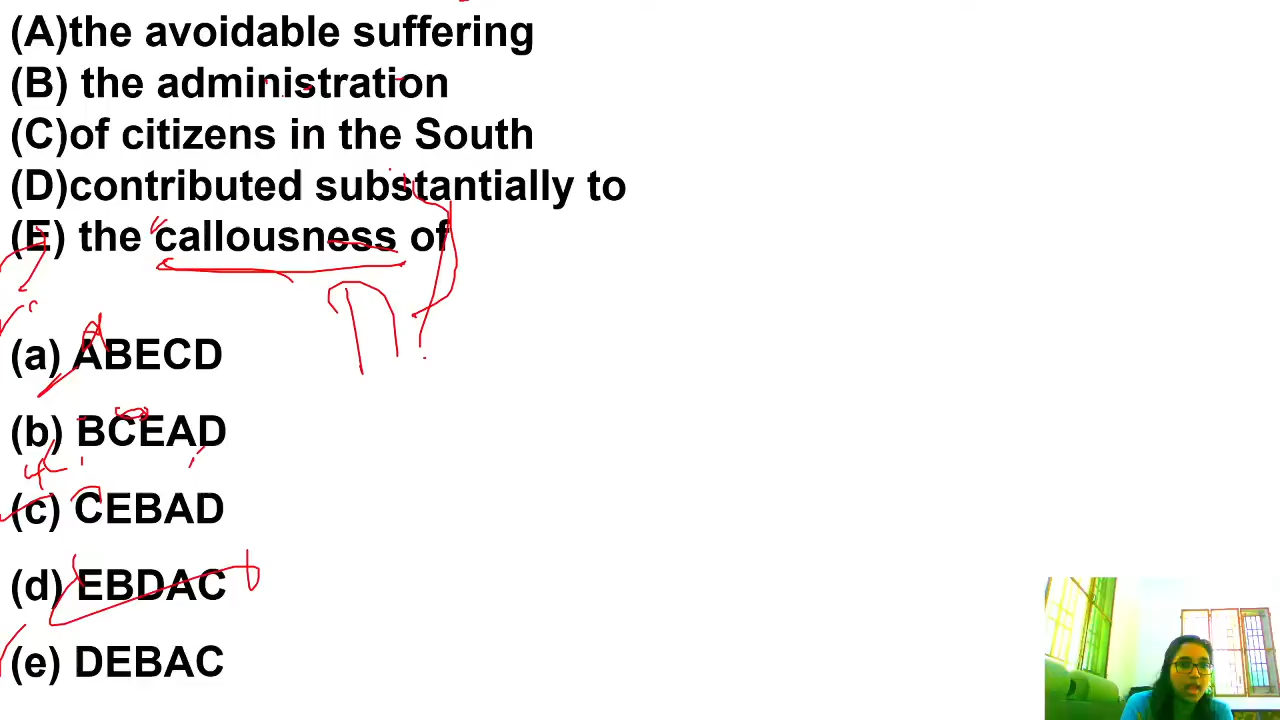 (A)the avoidable suffering
(B) the administration
(C)of citizens in the South
(D)contributed substantially to
(E) the callousness of
(a) ABECD
(b) BCEAD
(c) CEBAD
(d) EBDAC
(e) DEBAC